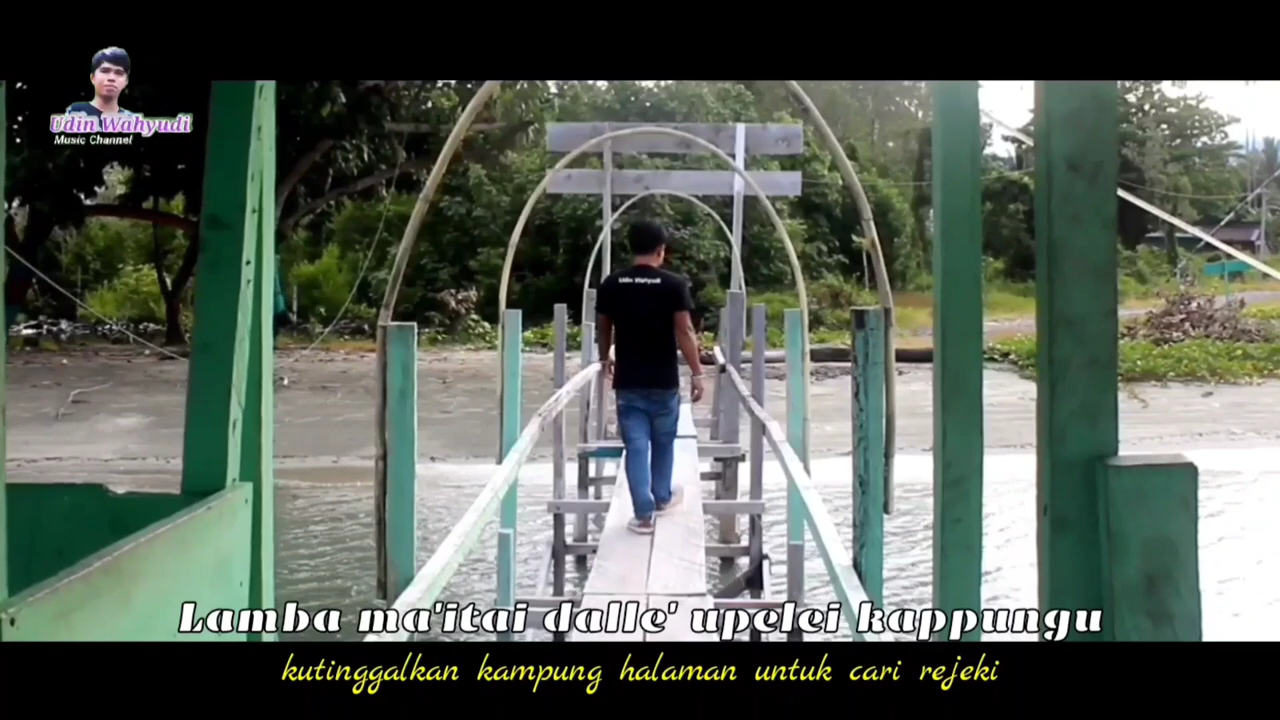 Udin Wahyudi
Music Channel
Udin Wahyudi
Lamba ma'itai dalle' upelei kappungu
kutinggalkan kampung halaman untuk cari rejeki